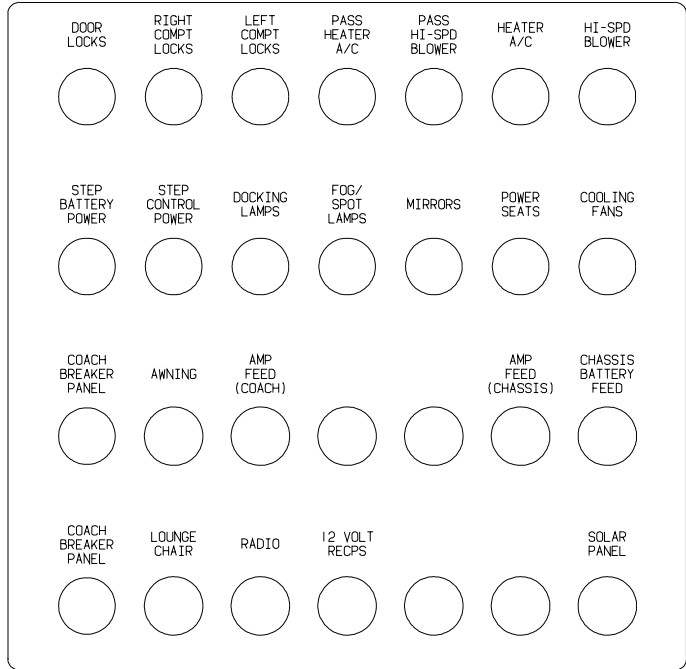 DOOR
LOCKS
RIGHT
COMPT
LOCKS
LEFT
COMPT
LOCKS
PASS
HEATER
A/C
PASS
HI-SPD
BLOWER
HEATER
A/C
HI-SPD
BLOWER
STEP
BATTERY
POWER
STEP
CONTROL
POWER
DOCKING
LAMPS
FOG/
SPOT
LAMPS
MIRRORS
POWER
SEATS
COOLING
FANS
COACH
BREAKER
PANEL
AWNING
AMP
FEED
(COACH)
AMP
FEED
(CHASSIS)
CHASSIS
BATTERY
FEED
COACH
BREAKER
PANEL
LOUNGE
CHAIR
RADIO
12 VOLT
RECPS
SOLAR
PANEL